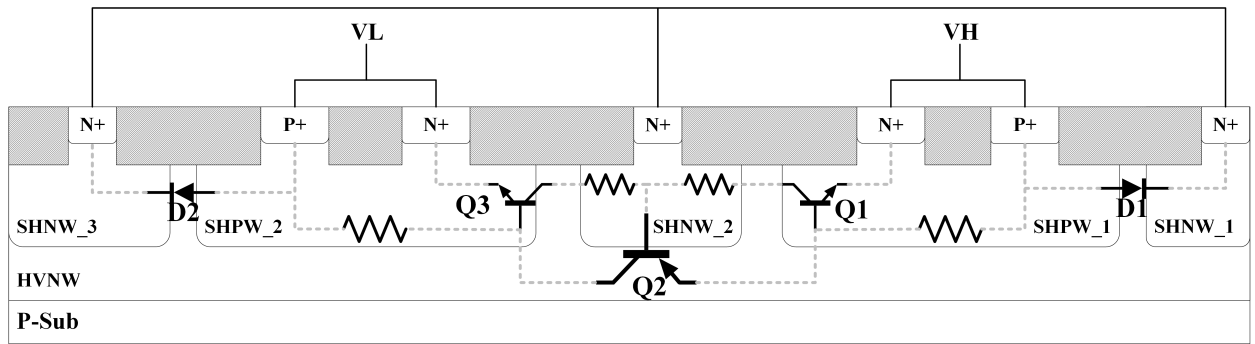 VL VH
N+ P+ N+ N+ N+ P+ N+
Q3 Q1
D2 D1
SHNW_3 SHPW_2 SHNW_2 SHPW_1 SHNW_1
HVNW Q2
P-Sub